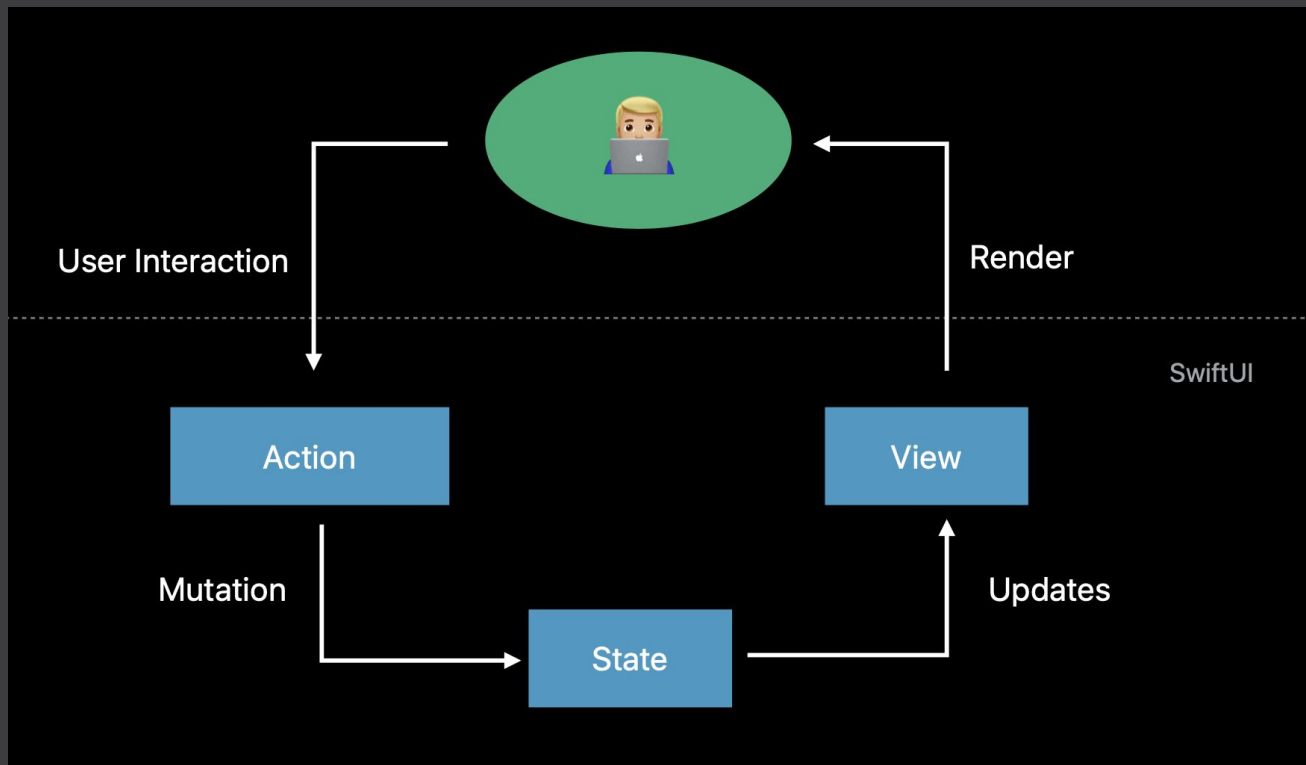 User Interaction
Render
SwiftUI
Action
View
Mutation
Updates
State